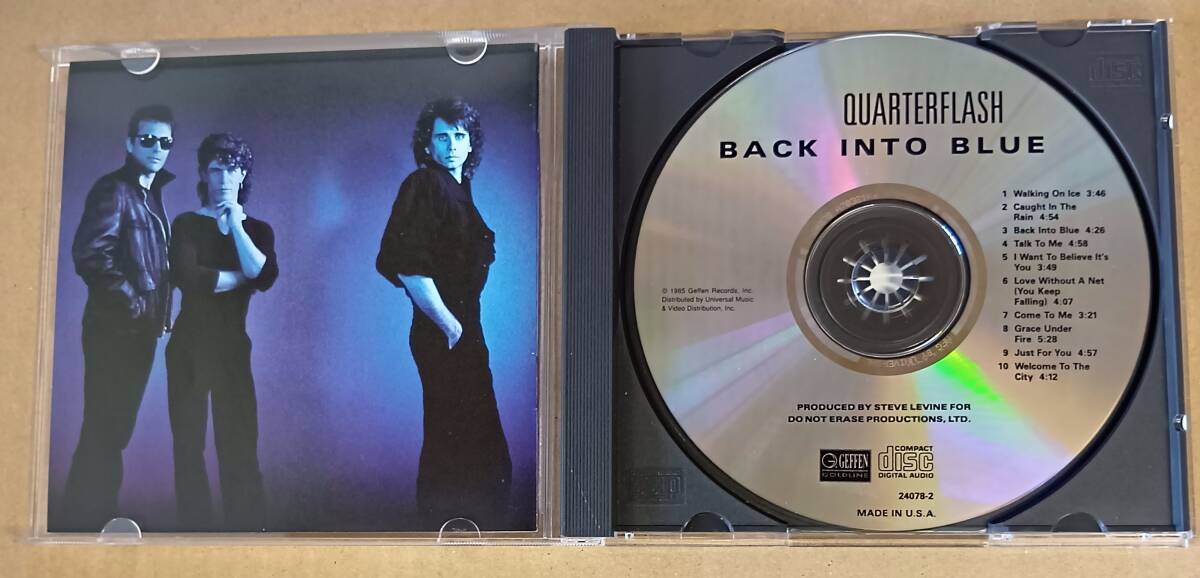 QUARTERFLASH
BACK INTO BLUE
1 Walking On Ice 3:46
2 Caught In The
Rain 4:54
3 Back Into Blue 4:26
4 Talk To Me 4:58
5 I Want To Believe It's
You 3:49
6 Love Without A Net
(You Keep
Falling) 4:07
7 Come To Me 3:21
8 Grace Under
Fire 5:28
9 Just For You 4:57
10 Welcome To The
City 4:12
© 1985 Geffen Records, Inc.
Distributed by Universal Music
& Video Distribution, Inc.
PRODUCED BY STEVE LEVINE FOR
DO NOT ERASE PRODUCTIONS, LTD.
G GEFFEN
GOLDLINE
COMPACT
disc
DIGITAL AUDIO
24078-2
MADE IN U.S.A.
disc